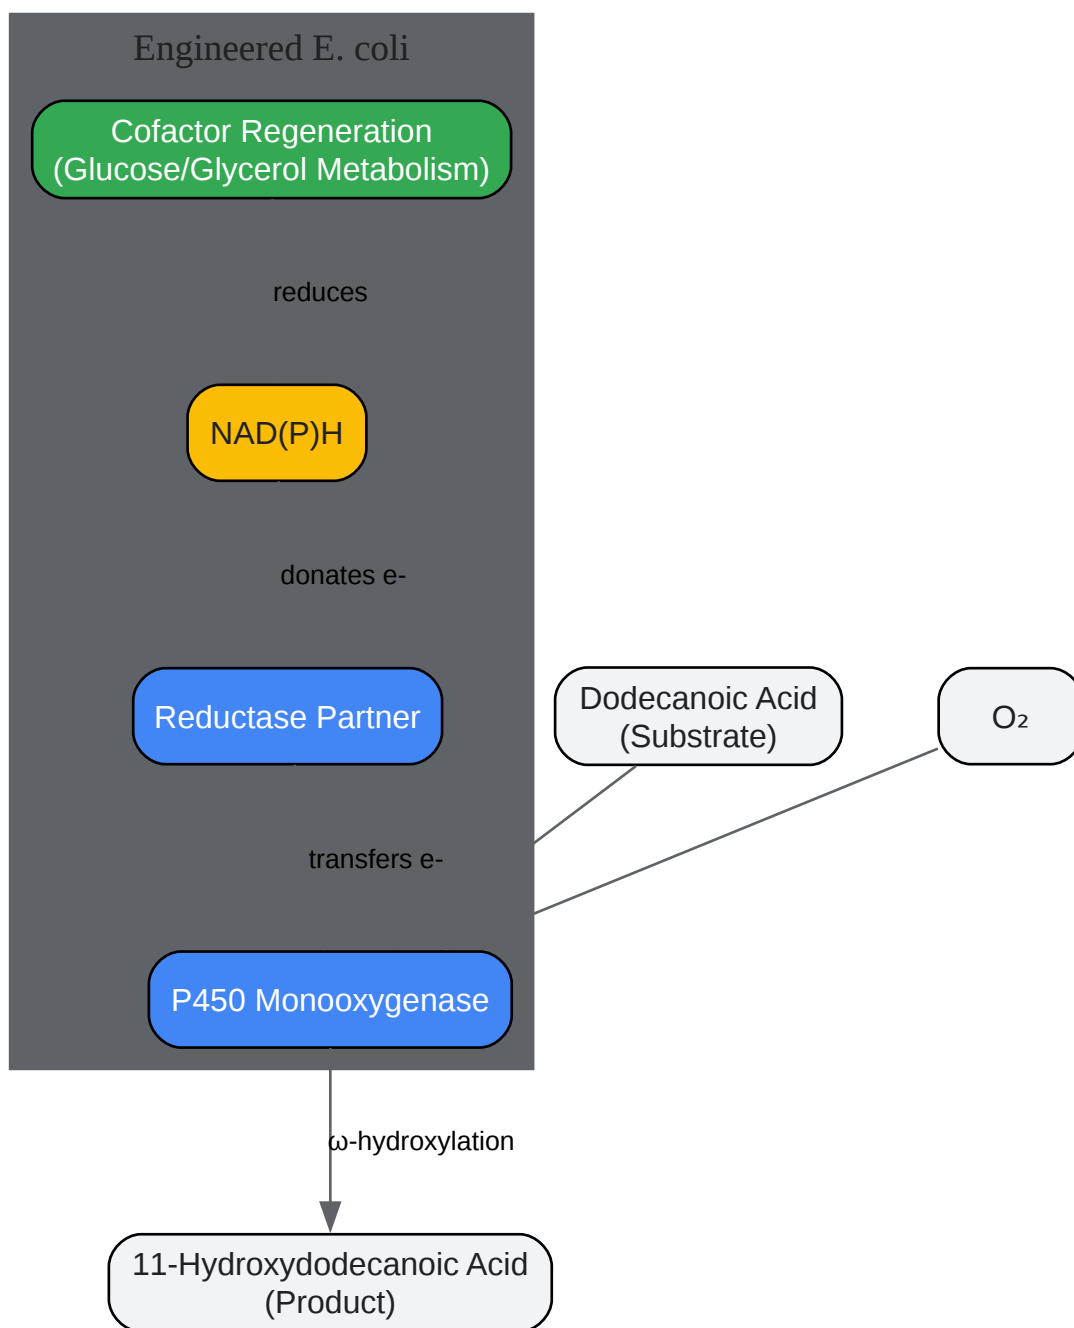 Engineered E. coli
Cofactor Regeneration
(Glucose/Glycerol Metabolism)
reduces
NAD(P)H
donates e-
Reductase Partner
Dodecanoic Acid
(Substrate)
O₂
transfers e-
P450 Monooxygenase
ω-hydroxylation
11-Hydroxydodecanoic Acid
(Product)